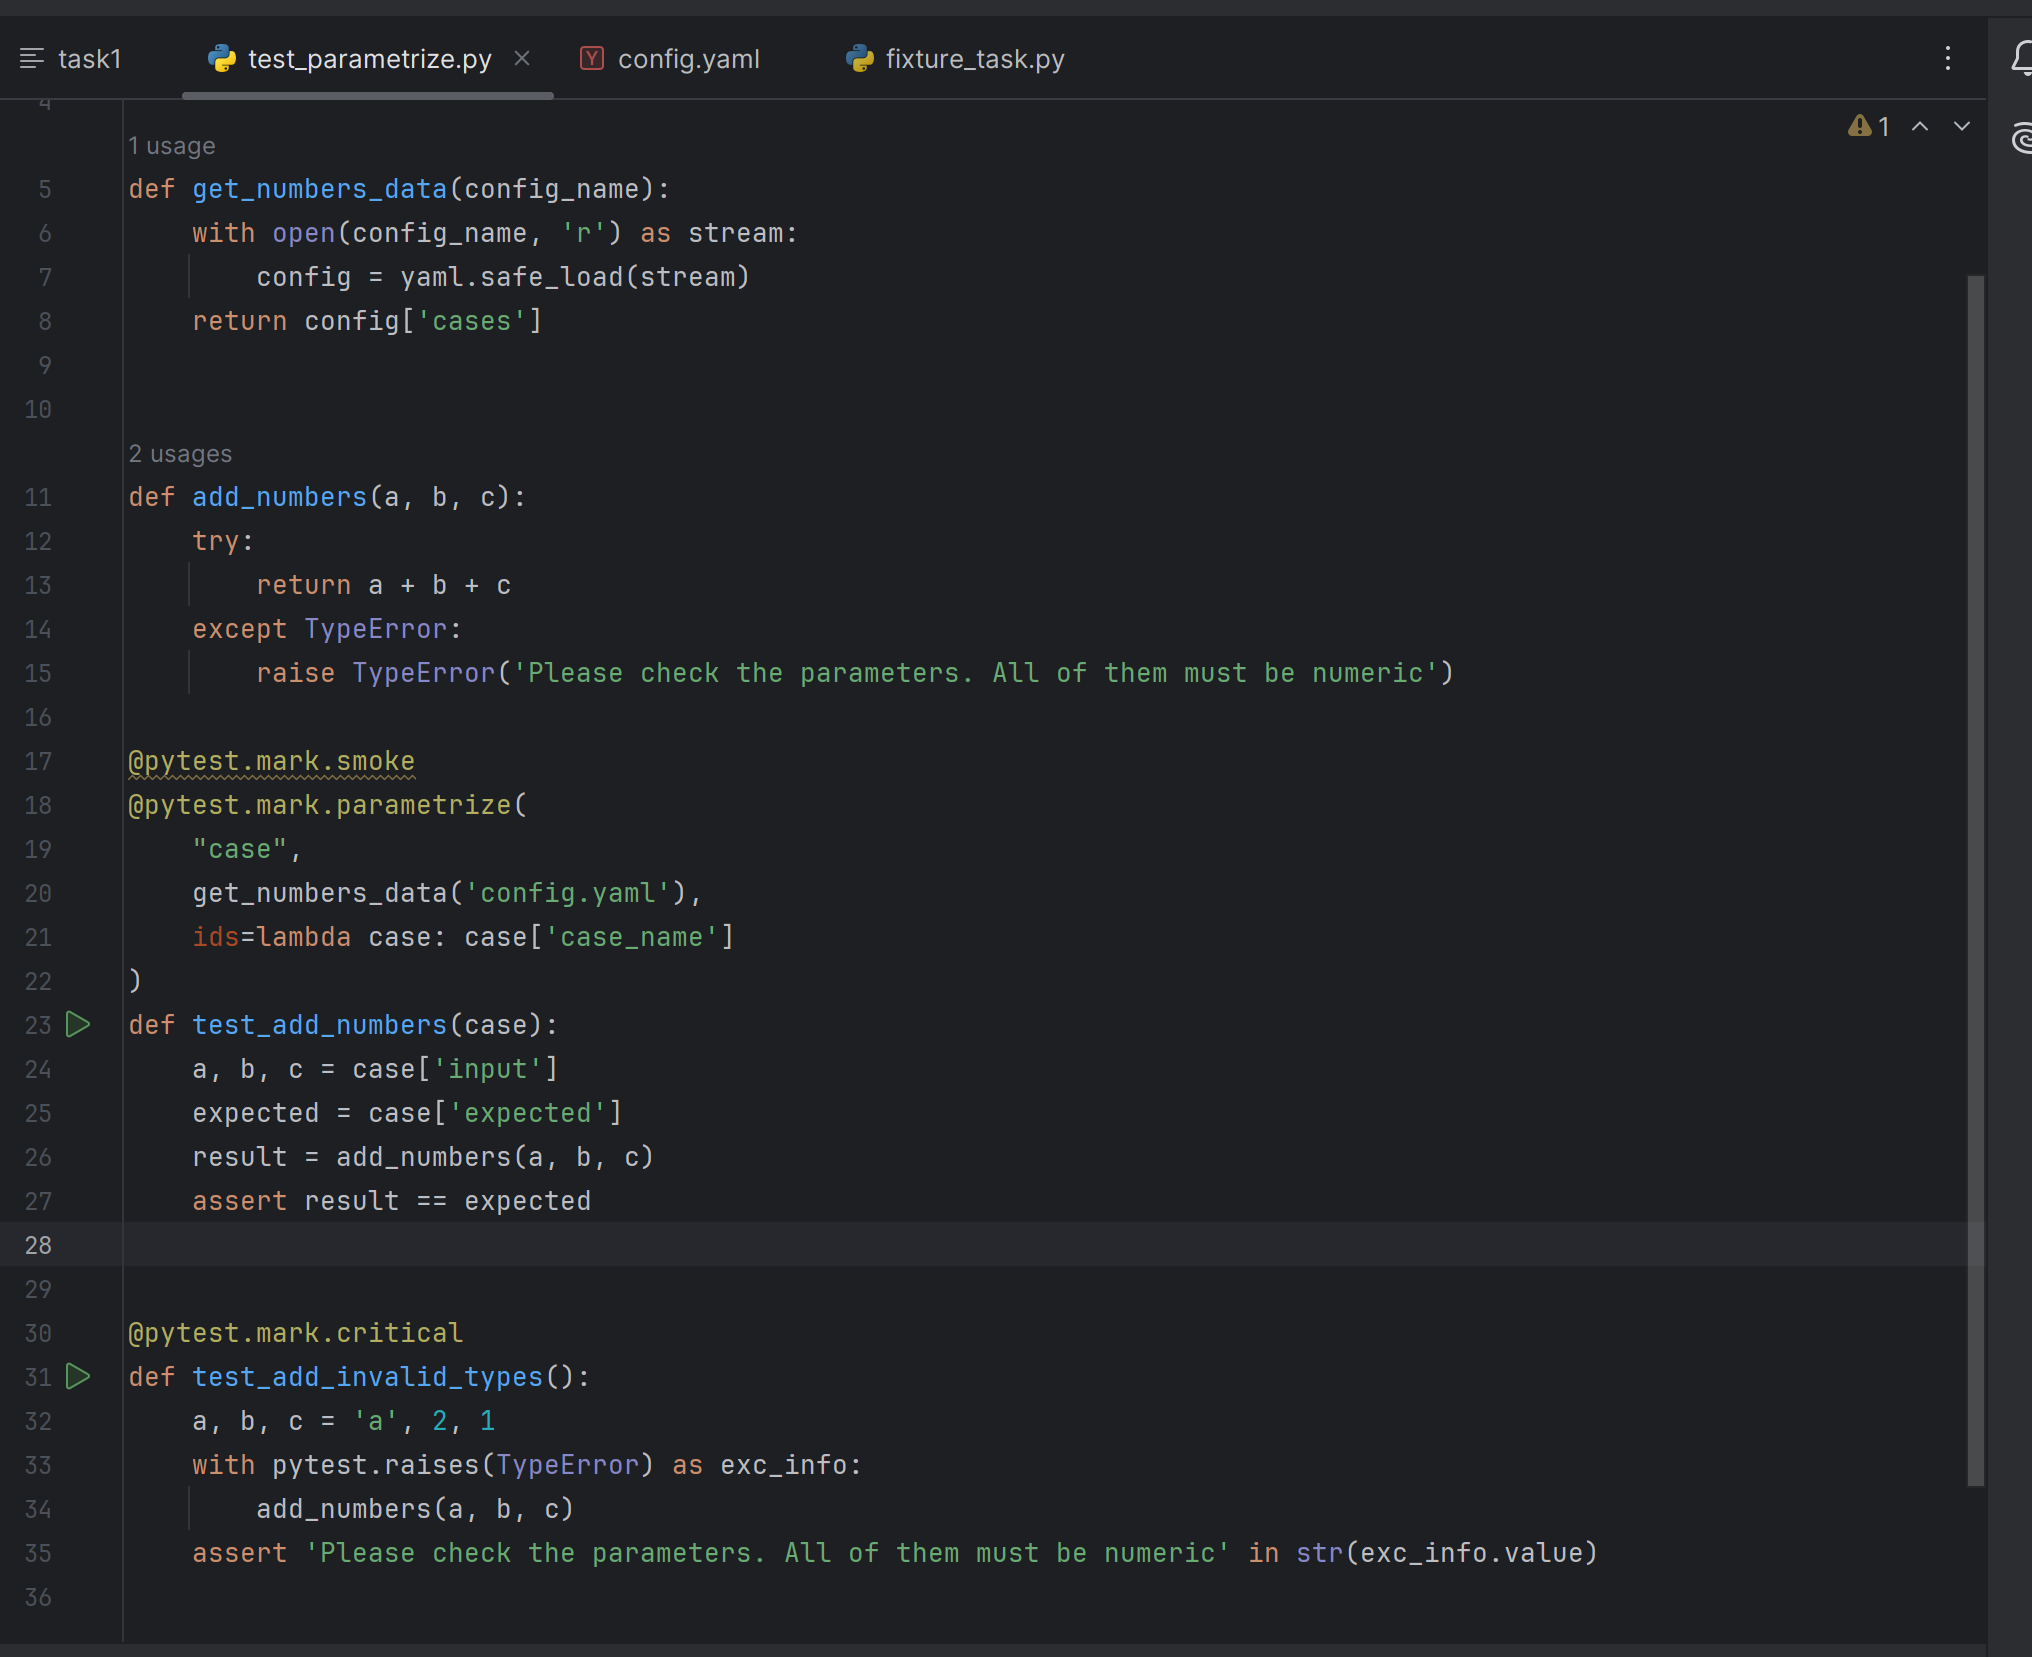 task1 test_parametrize.py config.yaml fixture_task.py
4
1 usage
1
5 def get_numbers_data(config_name):
6 with open(config_name, 'r') as stream:
7 config = yaml.safe_load(stream)
8 return config['cases']
9
10
2 usages
11 def add_numbers(a, b, c):
12 try:
13 return a + b + c
14 except TypeError:
15 raise TypeError('Please check the parameters. All of them must be numeric')
16
17 @pytest.mark.smoke
18 @pytest.mark.parametrize(
19 "case",
20 get_numbers_data('config.yaml'),
21 ids=lambda case: case['case_name']
22 )
23 def test_add_numbers(case):
24 a, b, c = case['input']
25 expected = case['expected']
26 result = add_numbers(a, b, c)
27 assert result == expected
28
29
30 @pytest.mark.critical
31 def test_add_invalid_types():
32 a, b, c = 'a', 2, 1
33 with pytest.raises(TypeError) as exc_info:
34 add_numbers(a, b, c)
35 assert 'Please check the parameters. All of them must be numeric' in str(exc_info.value)
36